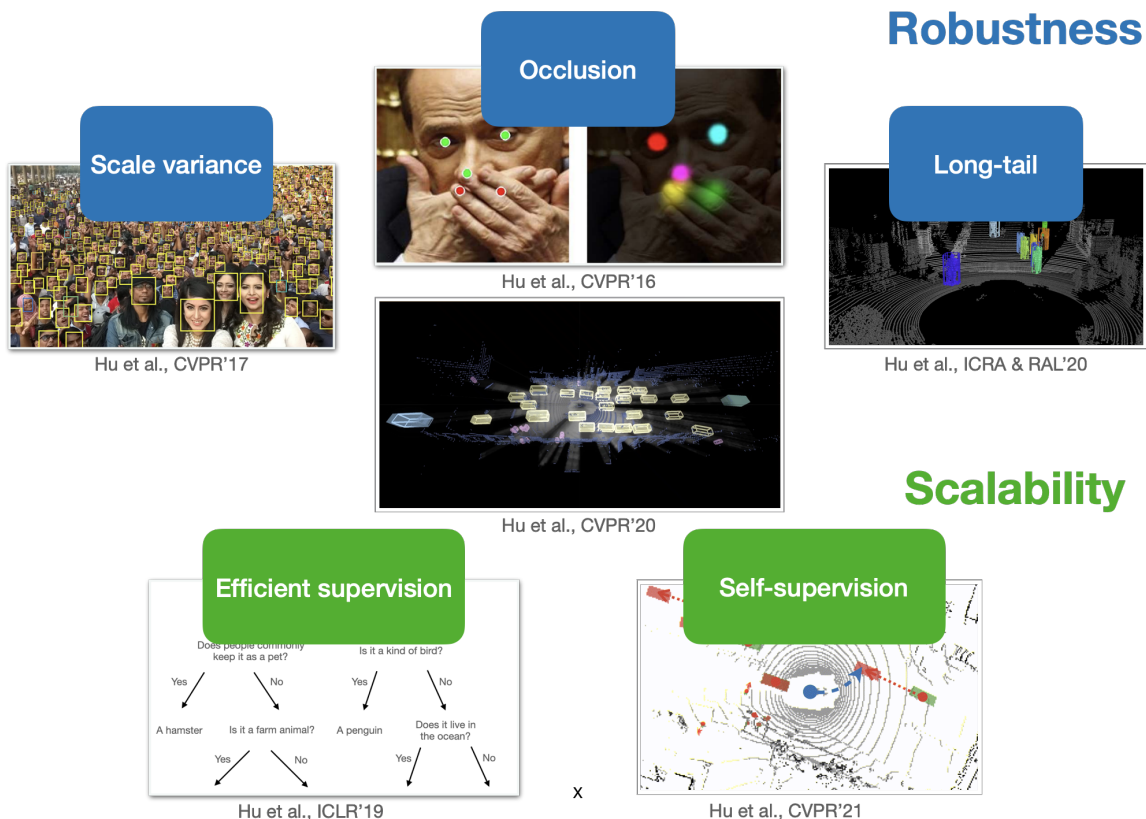 Robustness
Occlusion
Scale variance
Long-tail
Hu et al., CVPR’16
Hu et al., CVPR’17
Hu et al., ICRA & RAL’20
Scalability
Hu et al., CVPR’20
Efficient supervision
Self-supervision
Does people commonly
keep it as a pet?
Is it a kind of bird?
Yes
No
Yes
No
A hamster
Is it a farm animal?
A penguin
Does it live in
the ocean?
Yes
No
Yes
No
x
Hu et al., ICLR’19
Hu et al., CVPR’21